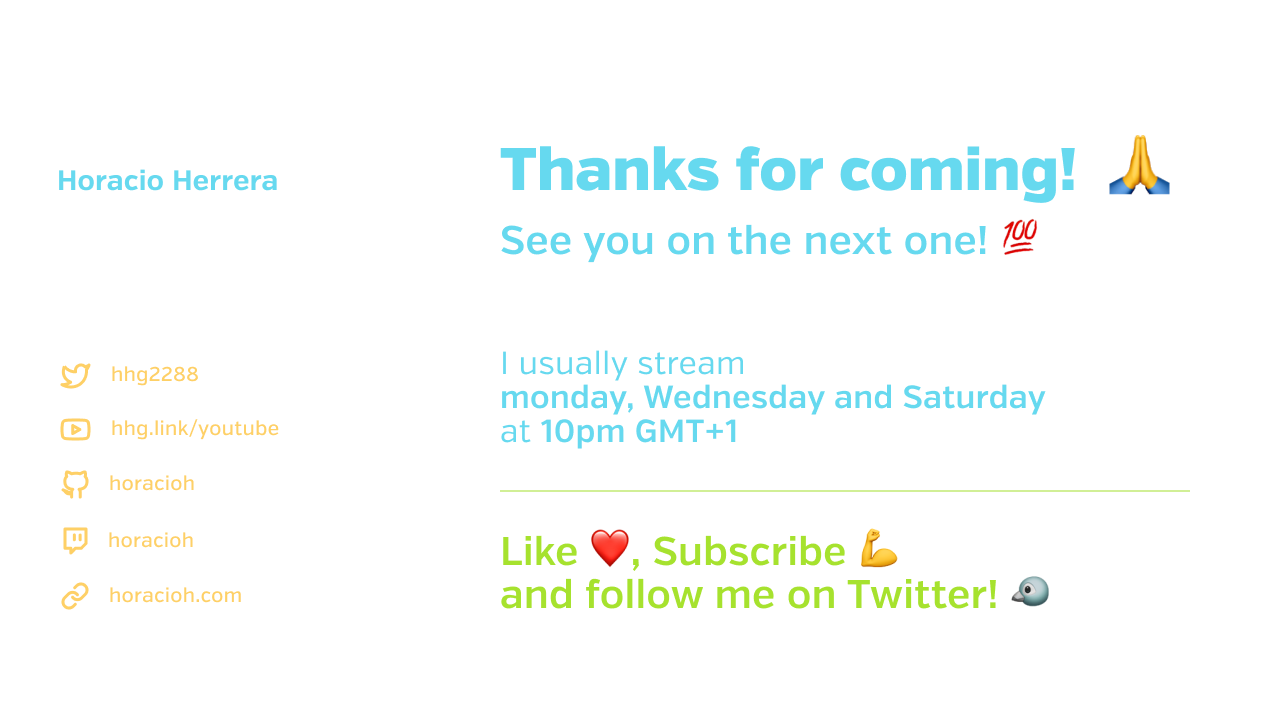 Horacio Herrera
hhg2288
hhg.link/youtube
horacioh
horacioh
horacioh.com
Thanks for coming! 🙏
See you on the next one! 💯
I usually stream
monday, Wednesday and Saturday
at 10pm GMT+1
Like ❤️, Subscribe 💪
and follow me on Twitter! 🐦